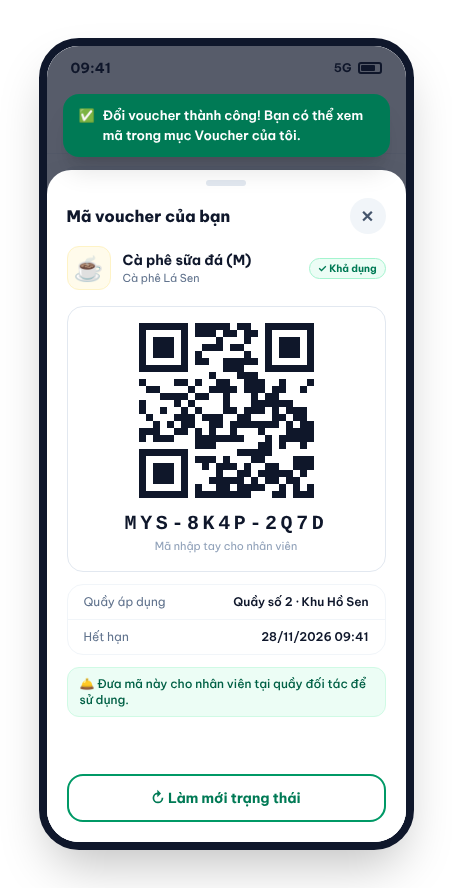 09:41
5G
✅ Đổi voucher thành công! Bạn có thể xem
mã trong mục Voucher của tôi.
Mã voucher của bạn
✕
Cà phê sữa đá (M)
Cà phê Lá Sen
✓ Khả dụng
MYS-8K4P-2Q7D
Mã nhập tay cho nhân viên
Quầy áp dụng
Quầy số 2 · Khu Hồ Sen
Hết hạn
28/11/2026 09:41
🛎️ Đưa mã này cho nhân viên tại quầy đối tác để
sử dụng.
↻ Làm mới trạng thái